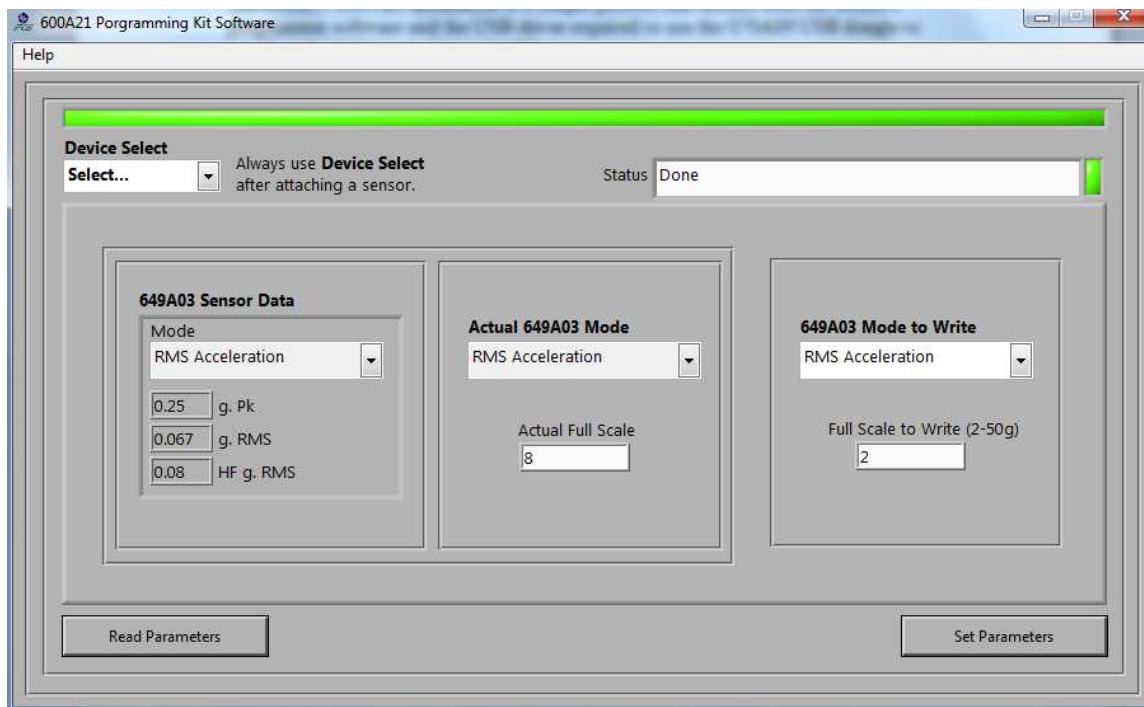 600A21 Porgramming Kit Software
Help
Device Select
Select...
Always use Device Select
after attaching a sensor.
Status Done
649A03 Sensor Data
Mode
RMS Acceleration
0.25 g. Pk
0.067 g. RMS
0.08 HF g. RMS
Actual 649A03 Mode
RMS Acceleration
Actual Full Scale
8
649A03 Mode to Write
RMS Acceleration
Full Scale to Write (2-50g)
2
Read Parameters
Set Parameters